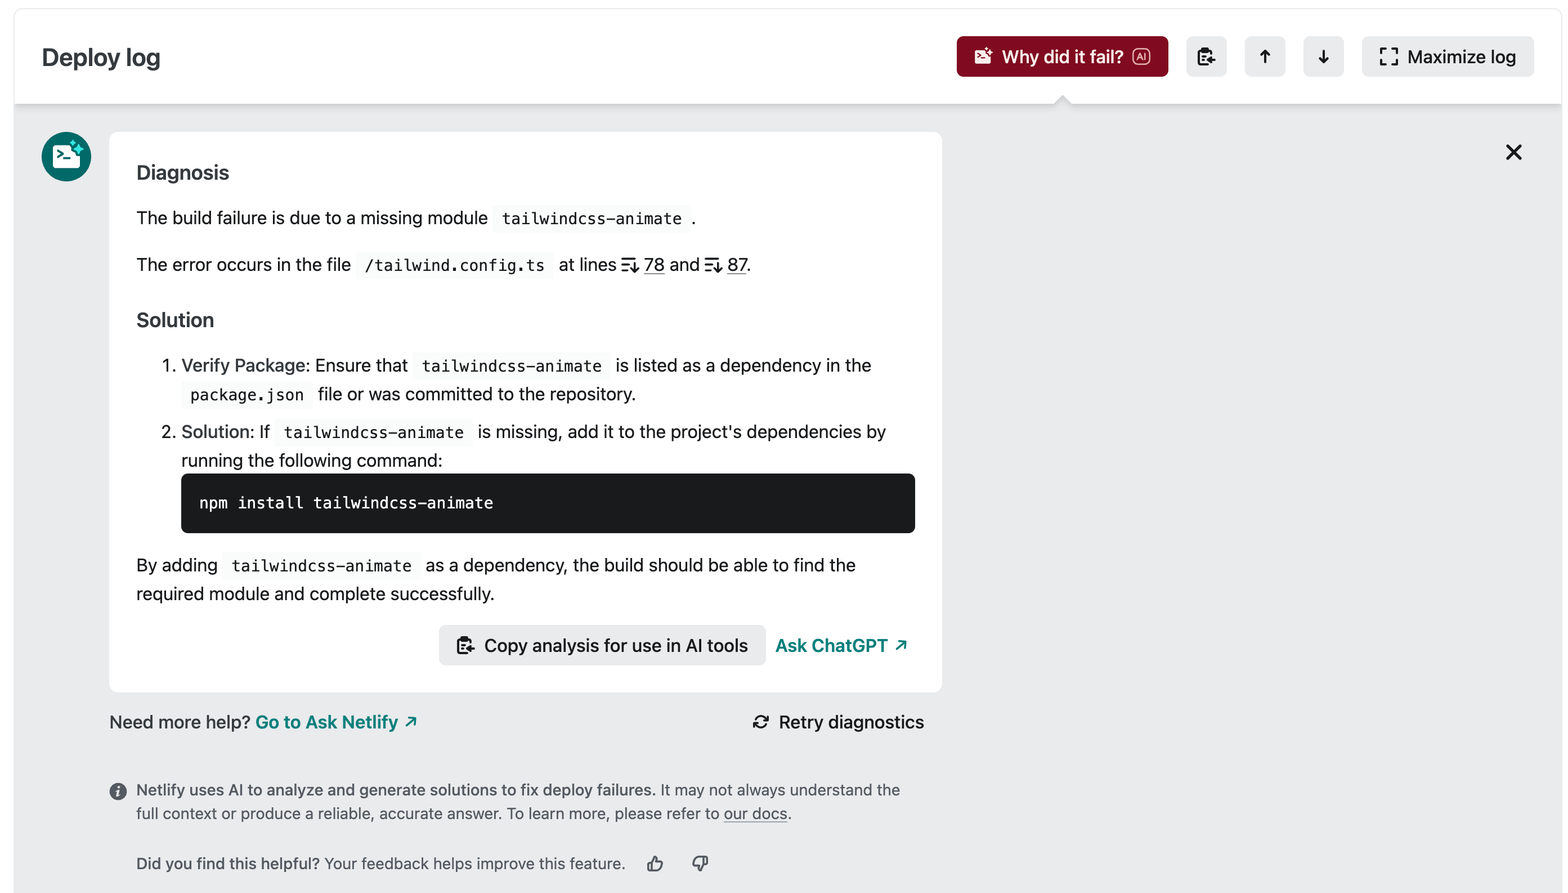 Deploy log
Why did it fail? AI
Maximize log
Diagnosis
The build failure is due to a missing module tailwindcss-animate .
The error occurs in the file /tailwind.config.ts at lines 78 and 87.
Solution
1. Verify Package: Ensure that tailwindcss-animate is listed as a dependency in the
package.json file or was committed to the repository.
2. Solution: If tailwindcss-animate is missing, add it to the project's dependencies by
running the following command:
npm install tailwindcss-animate
By adding tailwindcss-animate as a dependency, the build should be able to find the
required module and complete successfully.
Copy analysis for use in AI tools
Ask ChatGPT
Need more help? Go to Ask Netlify
Retry diagnostics
Netlify uses AI to analyze and generate solutions to fix deploy failures. It may not always understand the
full context or produce a reliable, accurate answer. To learn more, please refer to our docs.
Did you find this helpful? Your feedback helps improve this feature.